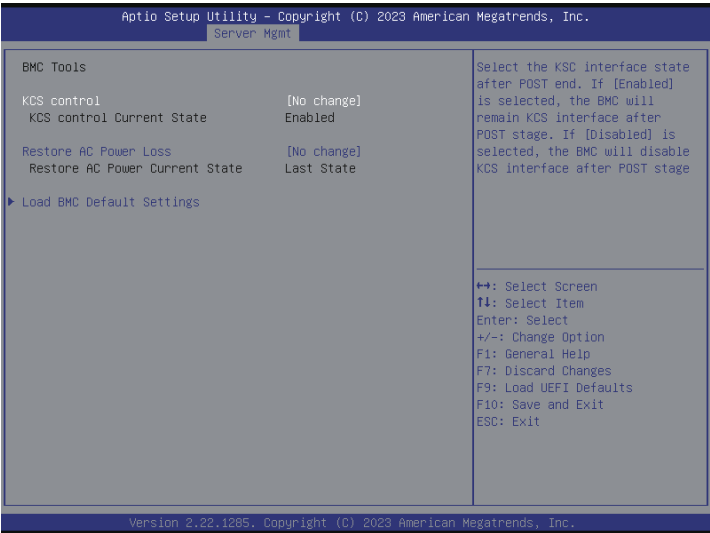 Aptio Setup Utility – Copyright (C) 2023 American Megatrends, Inc.
Server Mgmt
BMC Tools
KCS control [No change]
KCS control Current State Enabled
Restore AC Power Loss [No change]
Restore AC Power Current State Last State
Load BMC Default Settings
Select the KSC interface state
after POST end. If [Enabled]
is selected, the BMC will
remain KCS interface after
POST stage. If [Disabled] is
selected, the BMC will disable
KCS interface after POST stage
↔: Select Screen
↑↓: Select Item
Enter: Select
+/-: Change Option
F1: General Help
F7: Discard Changes
F9: Load UEFI Defaults
F10: Save and Exit
ESC: Exit
Version 2.22.1285. Copyright (C) 2023 American Megatrends, Inc.